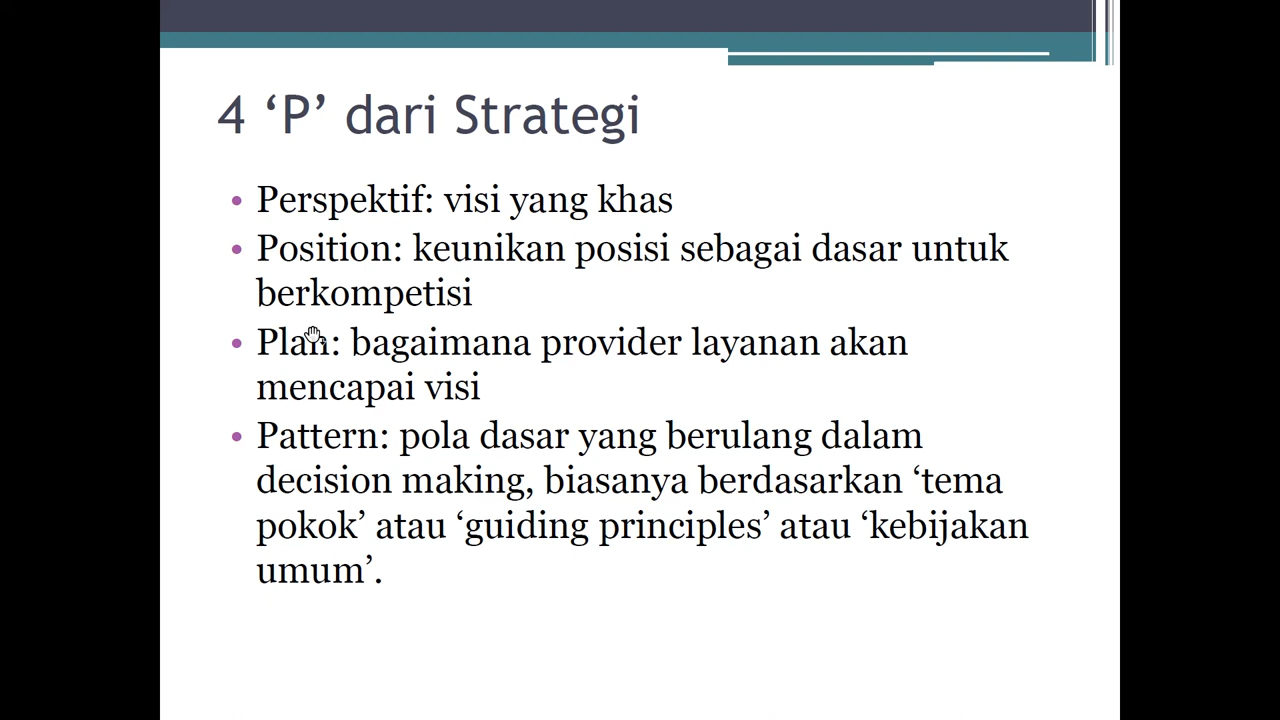 4 ‘P’ dari Strategi
• Perspektif: visi yang khas
• Position: keunikan posisi sebagai dasar untuk
berkompetisi
• Plan: bagaimana provider layanan akan
mencapai visi
• Pattern: pola dasar yang berulang dalam
decision making, biasanya berdasarkan ‘tema
pokok’ atau ‘guiding principles’ atau ‘kebijakan
umum’.